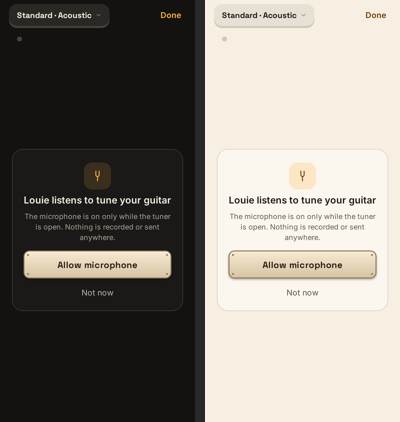 Standard · Acoustic
Done
Louie listens to tune your guitar
The microphone is on only while the tuner
is open. Nothing is recorded or sent
anywhere.
Allow microphone
Not now
Standard · Acoustic
Done
Louie listens to tune your guitar
The microphone is on only while the tuner
is open. Nothing is recorded or sent
anywhere.
Allow microphone
Not now